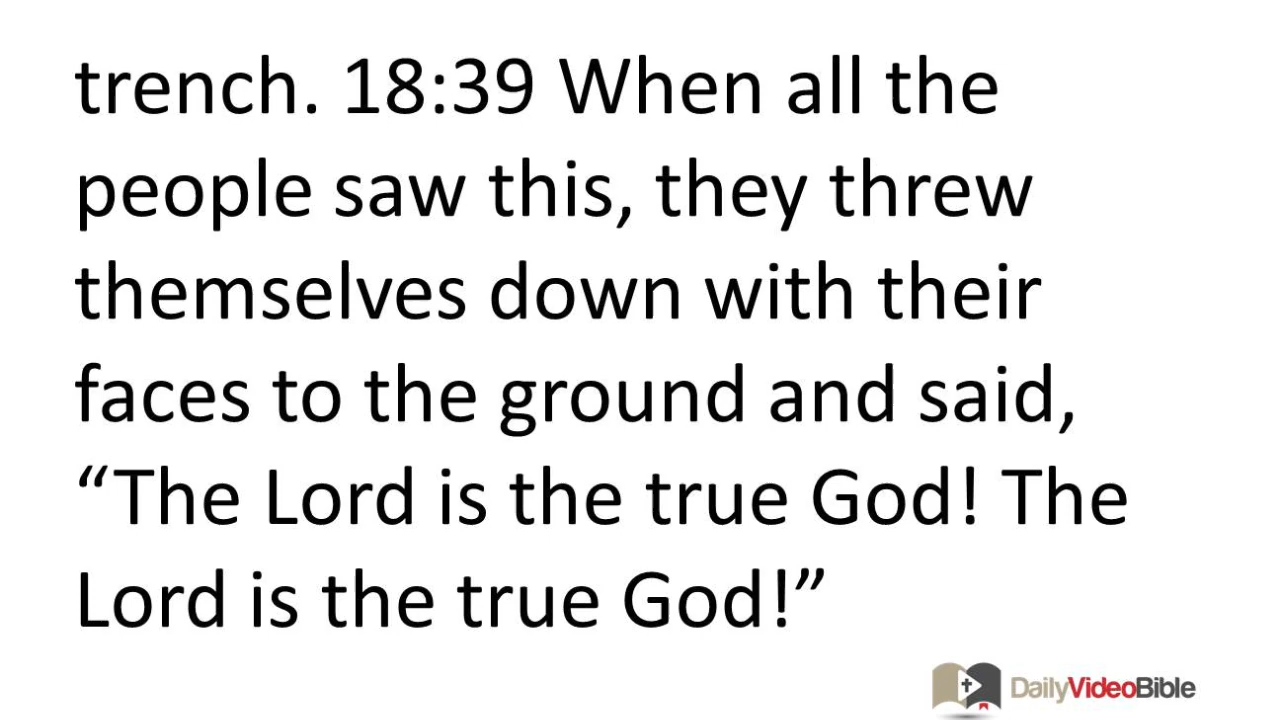 trench. 18:39 When all the
people saw this, they threw
themselves down with their
faces to the ground and said,
“The Lord is the true God! The
Lord is the true God!”
DailyVideoBible